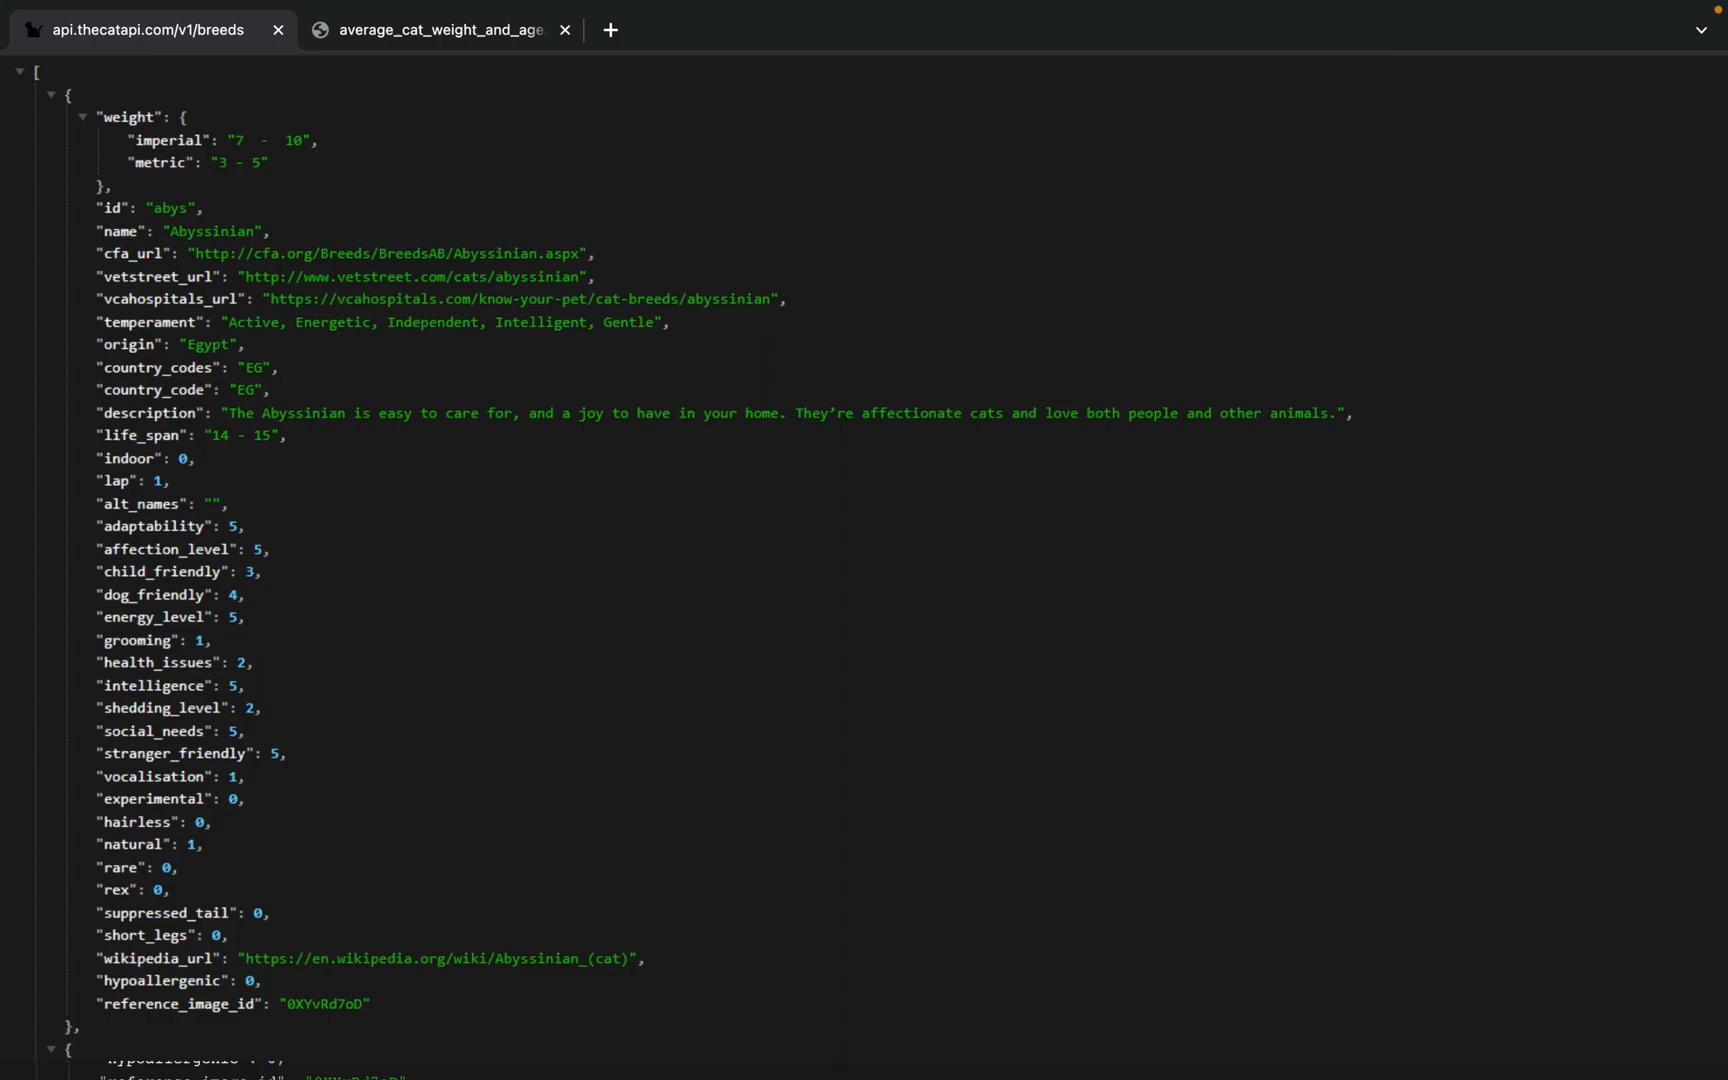 api.thecatapi.com/v1/breeds
average_cat_weight_and_age
[
{
"weight": {
"imperial": "7  -  10",
"metric": "3 - 5"
},
"id": "abys",
"name": "Abyssinian",
"cfa_url": "http://cfa.org/Breeds/BreedsAB/Abyssinian.aspx",
"vetstreet_url": "http://www.vetstreet.com/cats/abyssinian",
"vcahospitals_url": "https://vcahospitals.com/know-your-pet/cat-breeds/abyssinian",
"temperament": "Active, Energetic, Independent, Intelligent, Gentle",
"origin": "Egypt",
"country_codes": "EG",
"country_code": "EG",
"description": "The Abyssinian is easy to care for, and a joy to have in your home. They’re affectionate cats and love both people and other animals.",
"life_span": "14 - 15",
"indoor": 0,
"lap": 1,
"alt_names": "",
"adaptability": 5,
"affection_level": 5,
"child_friendly": 3,
"dog_friendly": 4,
"energy_level": 5,
"grooming": 1,
"health_issues": 2,
"intelligence": 5,
"shedding_level": 2,
"social_needs": 5,
"stranger_friendly": 5,
"vocalisation": 1,
"experimental": 0,
"hairless": 0,
"natural": 1,
"rare": 0,
"rex": 0,
"suppressed_tail": 0,
"short_legs": 0,
"wikipedia_url": "https://en.wikipedia.org/wiki/Abyssinian_(cat)",
"hypoallergenic": 0,
"reference_image_id": "0XYvRd7oD"
},
{